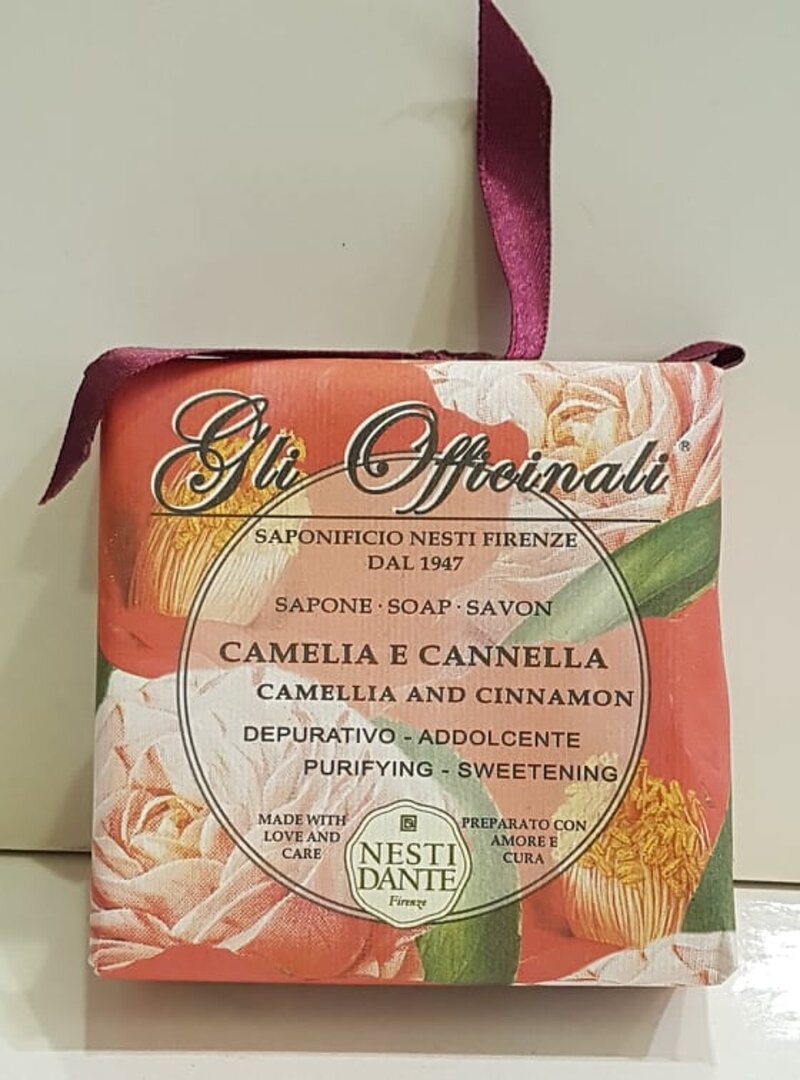 Gli Officinali®
SAPONIFICIO NESTI FIRENZE
DAL 1947
SAPONE · SOAP · SAVON
CAMELIA E CANNELLA
CAMELLIA AND CINNAMON
DEPURATIVO - ADDOLCENTE
PURIFYING - SWEETENING
MADE WITH
LOVE AND
CARE
NESTI
DANTE
Firenze
PREPARATO CON
AMORE E
CURA